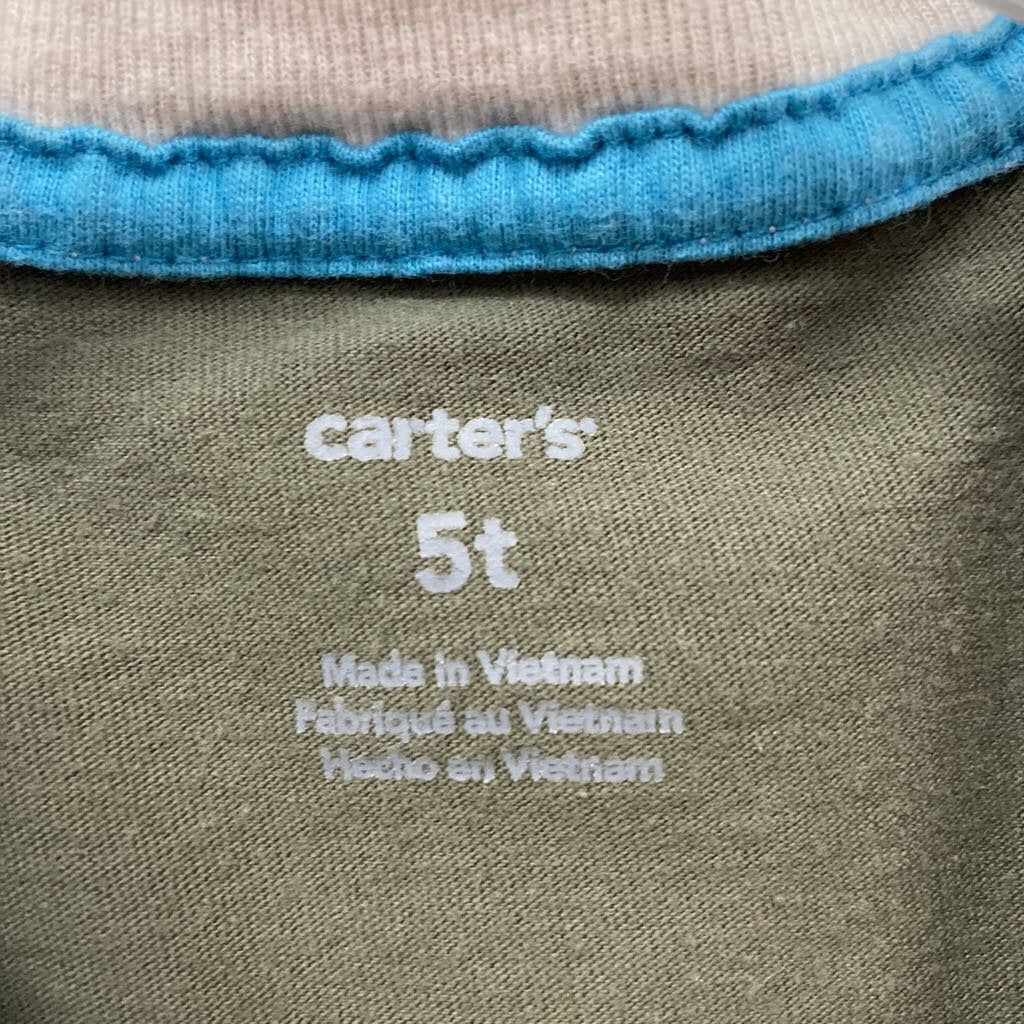 carter's
5t
Made in Vietnam
Fabriqué au Vietnam
Hecho en Vietnam